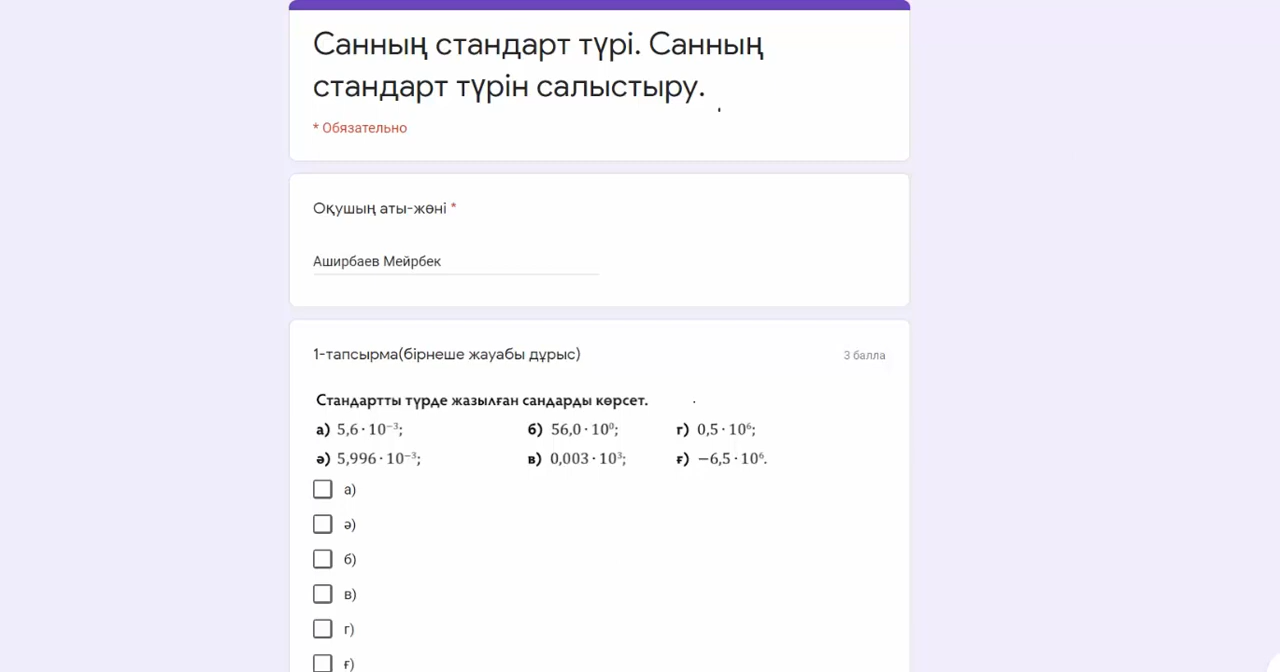 Санның стандарт түрі. Санның
стандарт түрін салыстыру.
* Обязательно
Оқушың аты-жөні *
Аширбаев Мейрбек
1-тапсырма(бірнеше жауабы дұрыс)
3 балла
Стандартты түрде жазылған сандарды көрсет.
а) 5,6 · 10⁻³; б) 56,0 · 10⁰; г) 0,5 · 10⁶;
ә) 5,996 · 10⁻³; в) 0,003 · 10³; ғ) −6,5 · 10⁶.
а)
ә)
б)
в)
г)
ғ)